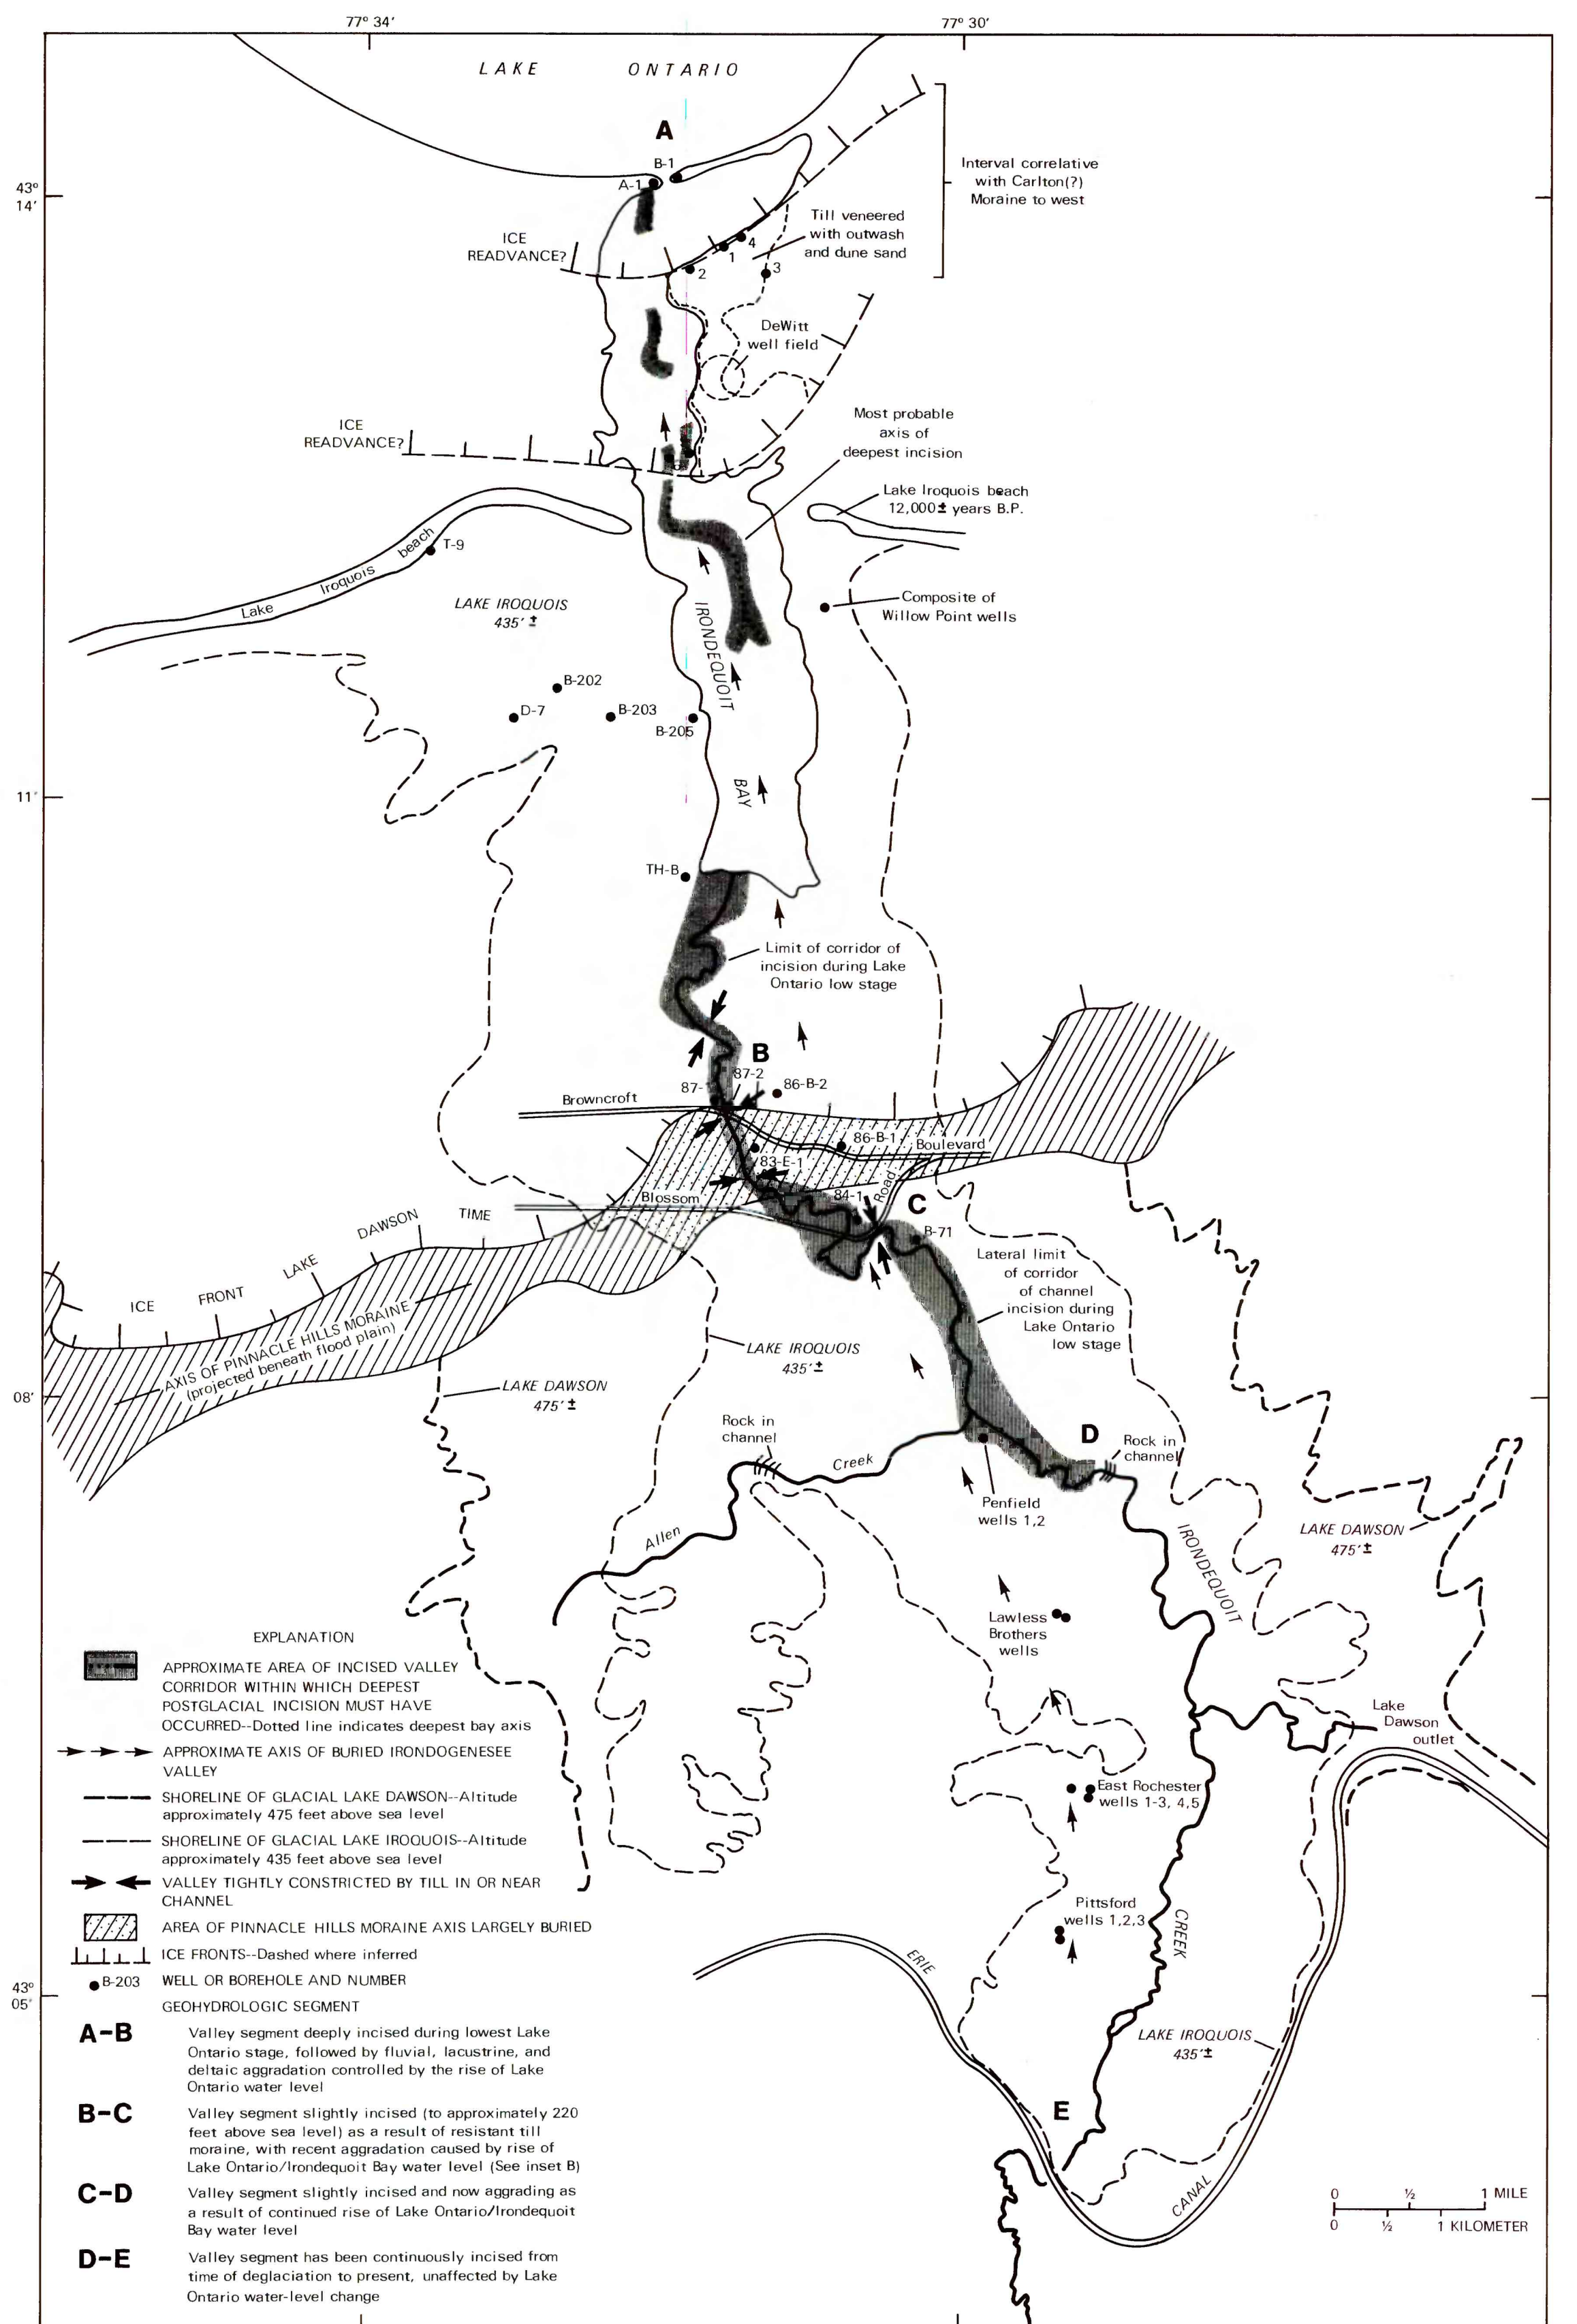 77° 34'
77° 30'
LAKE ONTARIO
A
B-1
A-1
43°
14'
Interval correlative
with Carlton(?)
Moraine to west
Till veneered
with outwash
and dune sand
ICE
READVANCE?
4
1
2
3
DeWitt
well field
ICE
READVANCE?
Most probable
axis of
deepest incision
Lake Iroquois beach
12,000± years B.P.
T-9
Lake Iroquois beach
LAKE IROQUOIS
435' ±
Composite of
Willow Point wells
IRONDEQUOIT
BAY
B-202
D-7
B-203
B-205
11'
TH-B
Limit of corridor of
incision during Lake
Ontario low stage
B
87-2
87-1
86-B-2
Browncroft
86-B-1
Boulevard
83-E-1
84-1
Road
Blossom
C
B-71
ICE FRONT LAKE DAWSON TIME
Lateral limit
of corridor
of channel
incision during
Lake Ontario
low stage
AXIS OF PINNACLE HILLS MORAINE
(projected beneath flood plain)
LAKE IROQUOIS
435'±
LAKE DAWSON
475'±
08'
Rock in
channel
D
Rock in
channel
Creek
Allen
Penfield
wells 1,2
IRONDEQUOIT
LAKE DAWSON
475'±
Lawless
Brothers
wells
Lake
Dawson
outlet
East Rochester
wells 1-3, 4,5
Pittsford
wells 1,2,3
CREEK
ERIE
LAKE IROQUOIS
435'±
E
CANAL
EXPLANATION
APPROXIMATE AREA OF INCISED VALLEY
CORRIDOR WITHIN WHICH DEEPEST
POSTGLACIAL INCISION MUST HAVE
OCCURRED--Dotted line indicates deepest bay axis
APPROXIMATE AXIS OF BURIED IRONDOGENESEE
VALLEY
SHORELINE OF GLACIAL LAKE DAWSON--Altitude
approximately 475 feet above sea level
SHORELINE OF GLACIAL LAKE IROQUOIS--Altitude
approximately 435 feet above sea level
VALLEY TIGHTLY CONSTRICTED BY TILL IN OR NEAR
CHANNEL
AREA OF PINNACLE HILLS MORAINE AXIS LARGELY BURIED
ICE FRONTS--Dashed where inferred
B-203 WELL OR BOREHOLE AND NUMBER
43°
05'
GEOHYDROLOGIC SEGMENT
A-B Valley segment deeply incised during lowest Lake
Ontario stage, followed by fluvial, lacustrine, and
deltaic aggradation controlled by the rise of Lake
Ontario water level
B-C Valley segment slightly incised (to approximately 220
feet above sea level) as a result of resistant till
moraine, with recent aggradation caused by rise of
Lake Ontario/Irondequoit Bay water level (See inset B)
C-D Valley segment slightly incised and now aggrading as
a result of continued rise of Lake Ontario/Irondequoit
Bay water level
D-E Valley segment has been continuously incised from
time of deglaciation to present, unaffected by Lake
Ontario water-level change
0 ½ 1 MILE
0 ½ 1 KILOMETER